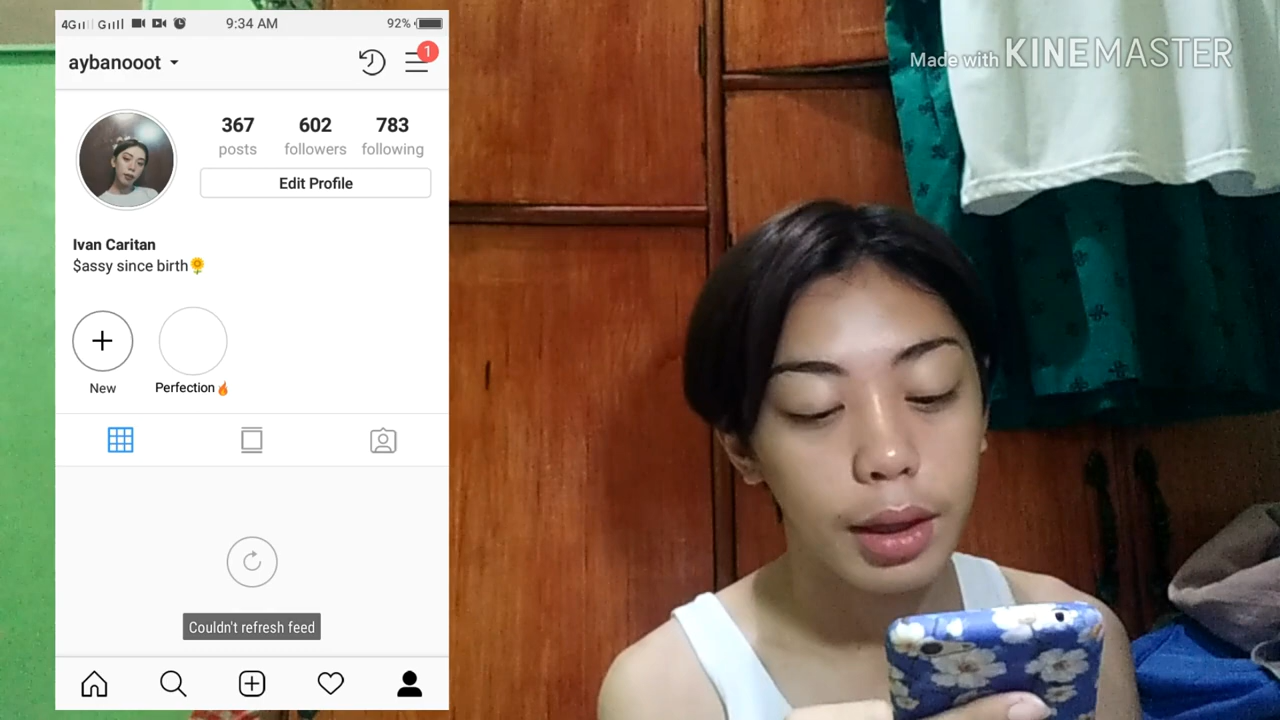 4G G 9:34 AM 92%
aybanooot
1
367 602 783
posts followers following
Edit Profile
Ivan Caritan
$assy since birth🌻
New Perfection🔥
Couldn't refresh feed
Made with KINEMASTER